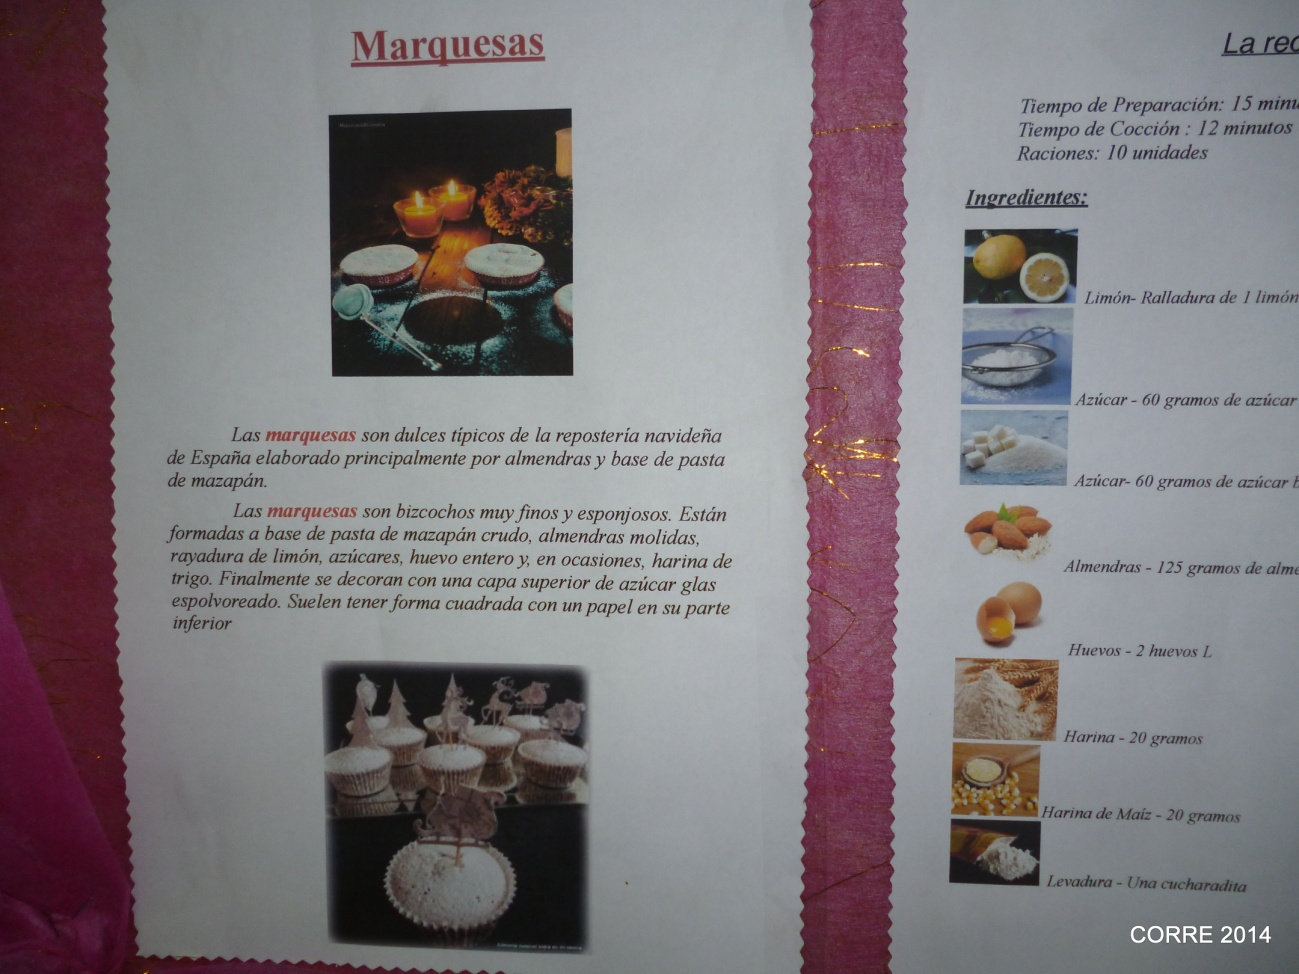 Marquesas
Las marquesas son dulces típicos de la repostería navideña
de España elaborado principalmente por almendras y base de pasta
de mazapán.
Las marquesas son bizcochos muy finos y esponjosos. Están
formadas a base de pasta de mazapán crudo, almendras molidas,
rayadura de limón, azúcares, huevo entero y, en ocasiones, harina de
trigo. Finalmente se decoran con una capa superior de azúcar glas
espolvoreado. Suelen tener forma cuadrada con un papel en su parte
inferior
La rec
Tiempo de Preparación: 15 minu
Tiempo de Cocción : 12 minutos
Raciones: 10 unidades
Ingredientes:
Limón- Ralladura de 1 limón
Azúcar - 60 gramos de azúcar
Azúcar- 60 gramos de azúcar b
Almendras - 125 gramos de alme
Huevos - 2 huevos L
Harina - 20 gramos
Harina de Maíz - 20 gramos
Levadura - Una cucharadita
CORRE 2014